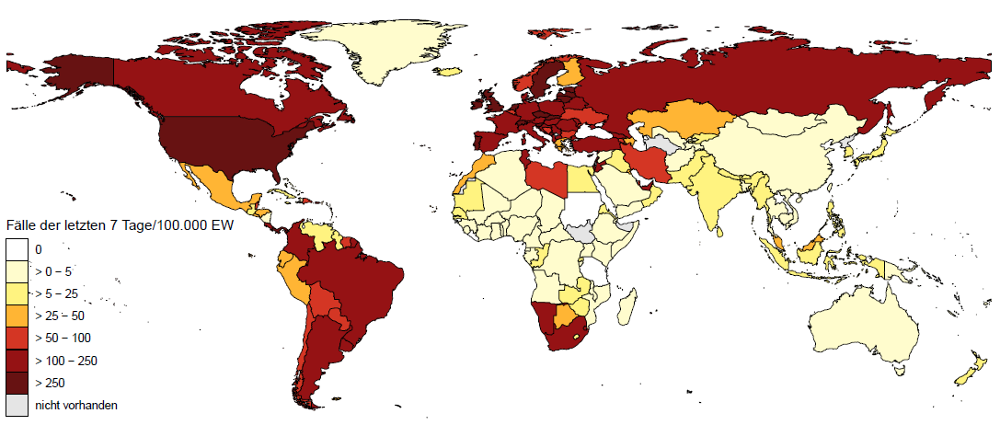 Fälle der letzten 7 Tage/100.000 EW
0
> 0 – 5
> 5 – 25
> 25 – 50
> 50 – 100
> 100 – 250
> 250
nicht vorhanden